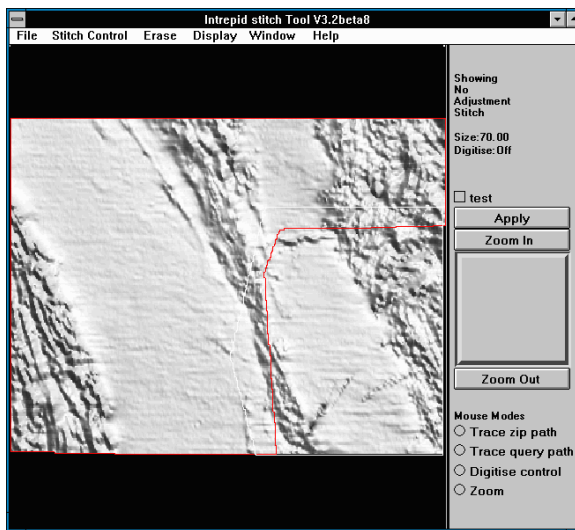 Intrepid stitch Tool V3.2beta8
File Stitch Control Erase Display Window Help
Showing
No
Adjustment
Stitch
Size:70.00
Digitise:Off
test
Apply
Zoom In
Zoom Out
Mouse Modes
Trace zip path
Trace query path
Digitise control
Zoom